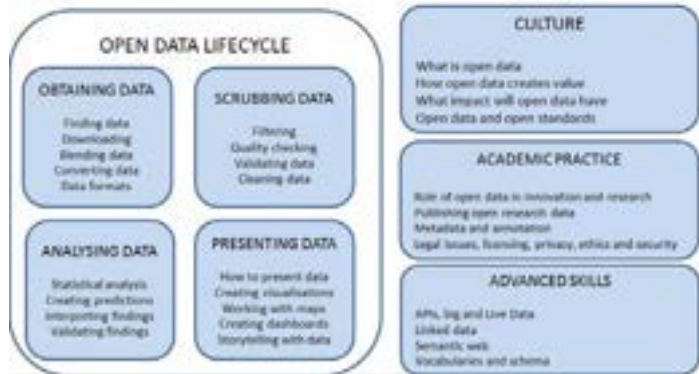 OPEN DATA LIFECYCLE
OBTAINING DATA
Finding data
Downloading
Blending data
Converting data
Data formats
SCRUBBING DATA
Filtering
Quality checking
Validating data
Cleaning data
ANALYSING DATA
Statistical analysis
Creating predictions
Interpreting findings
Validating findings
PRESENTING DATA
How to present data
Creating visualisations
Working with maps
Creating dashboards
Storytelling with data
CULTURE
What is open data
How open data creates value
What impact will open data have
Open data and open standards
ACADEMIC PRACTICE
Role of open data in innovation and research
Publishing open research data
Metadata and annotation
Legal issues, licensing, privacy, ethics and security
ADVANCED SKILLS
APIs, big and Live Data
Linked data
Semantic web
Vocabularies and schema